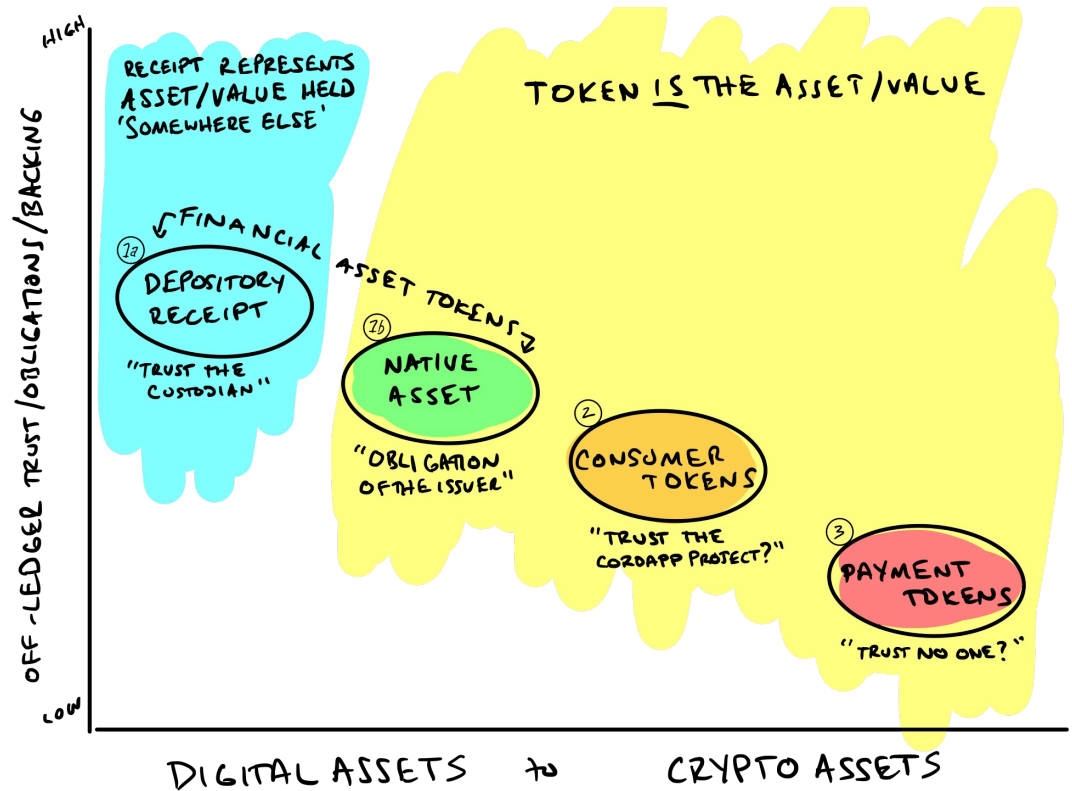 HIGH
RECEIPT REPRESENTS
ASSET/VALUE HELD
'SOMEWHERE ELSE'
TOKEN IS THE ASSET/VALUE
OFF-LEDGER TRUST/OBLIGATIONS/BACKING
FINANCIAL ASSET TOKENS
1a
DEPOSITORY
RECEIPT
"TRUST THE
CUSTODIAN"
1b
NATIVE
ASSET
"OBLIGATION
OF THE ISSUER"
2
CONSUMER
TOKENS
"TRUST THE
CORDAPP PROJECT?"
3
PAYMENT
TOKENS
"TRUST NO ONE?"
LOW
DIGITAL ASSETS to CRYPTO ASSETS